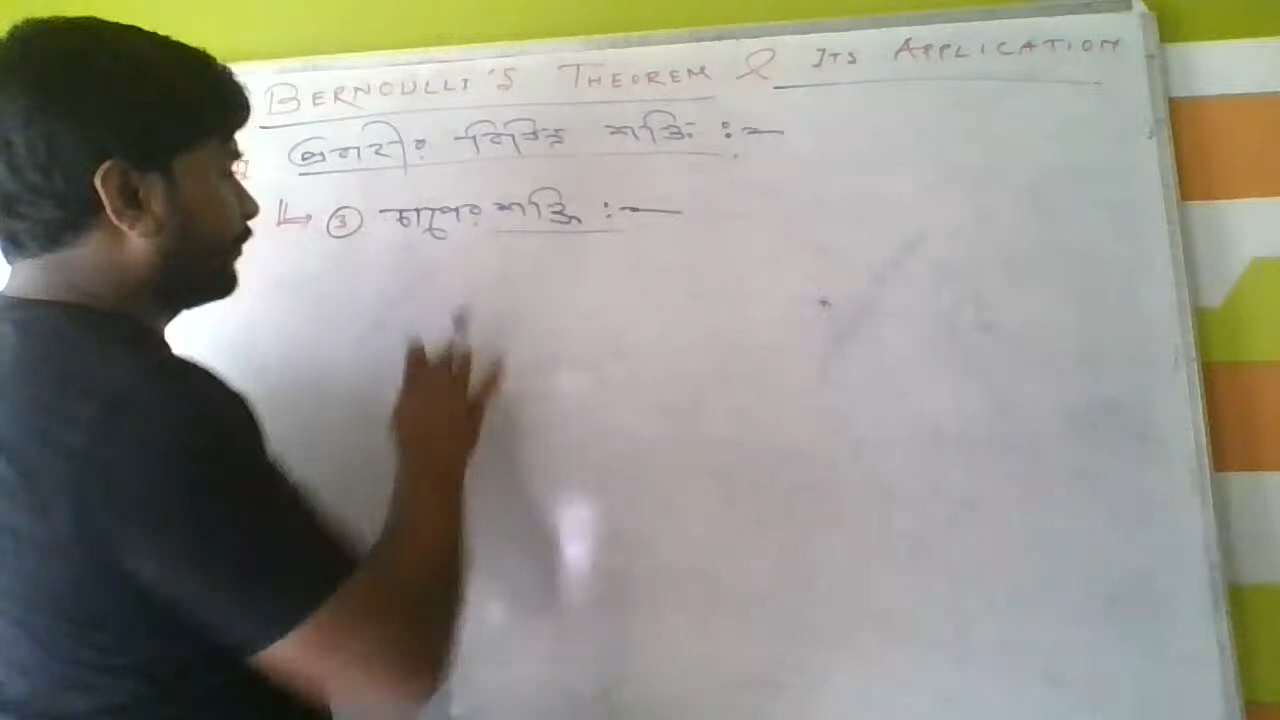 BERNOULLI'S THEOREM & ITS APPLICATION
প্রবাহীর বিভিন্ন শক্তি :—
↳ ③ চাপের শক্তি :—